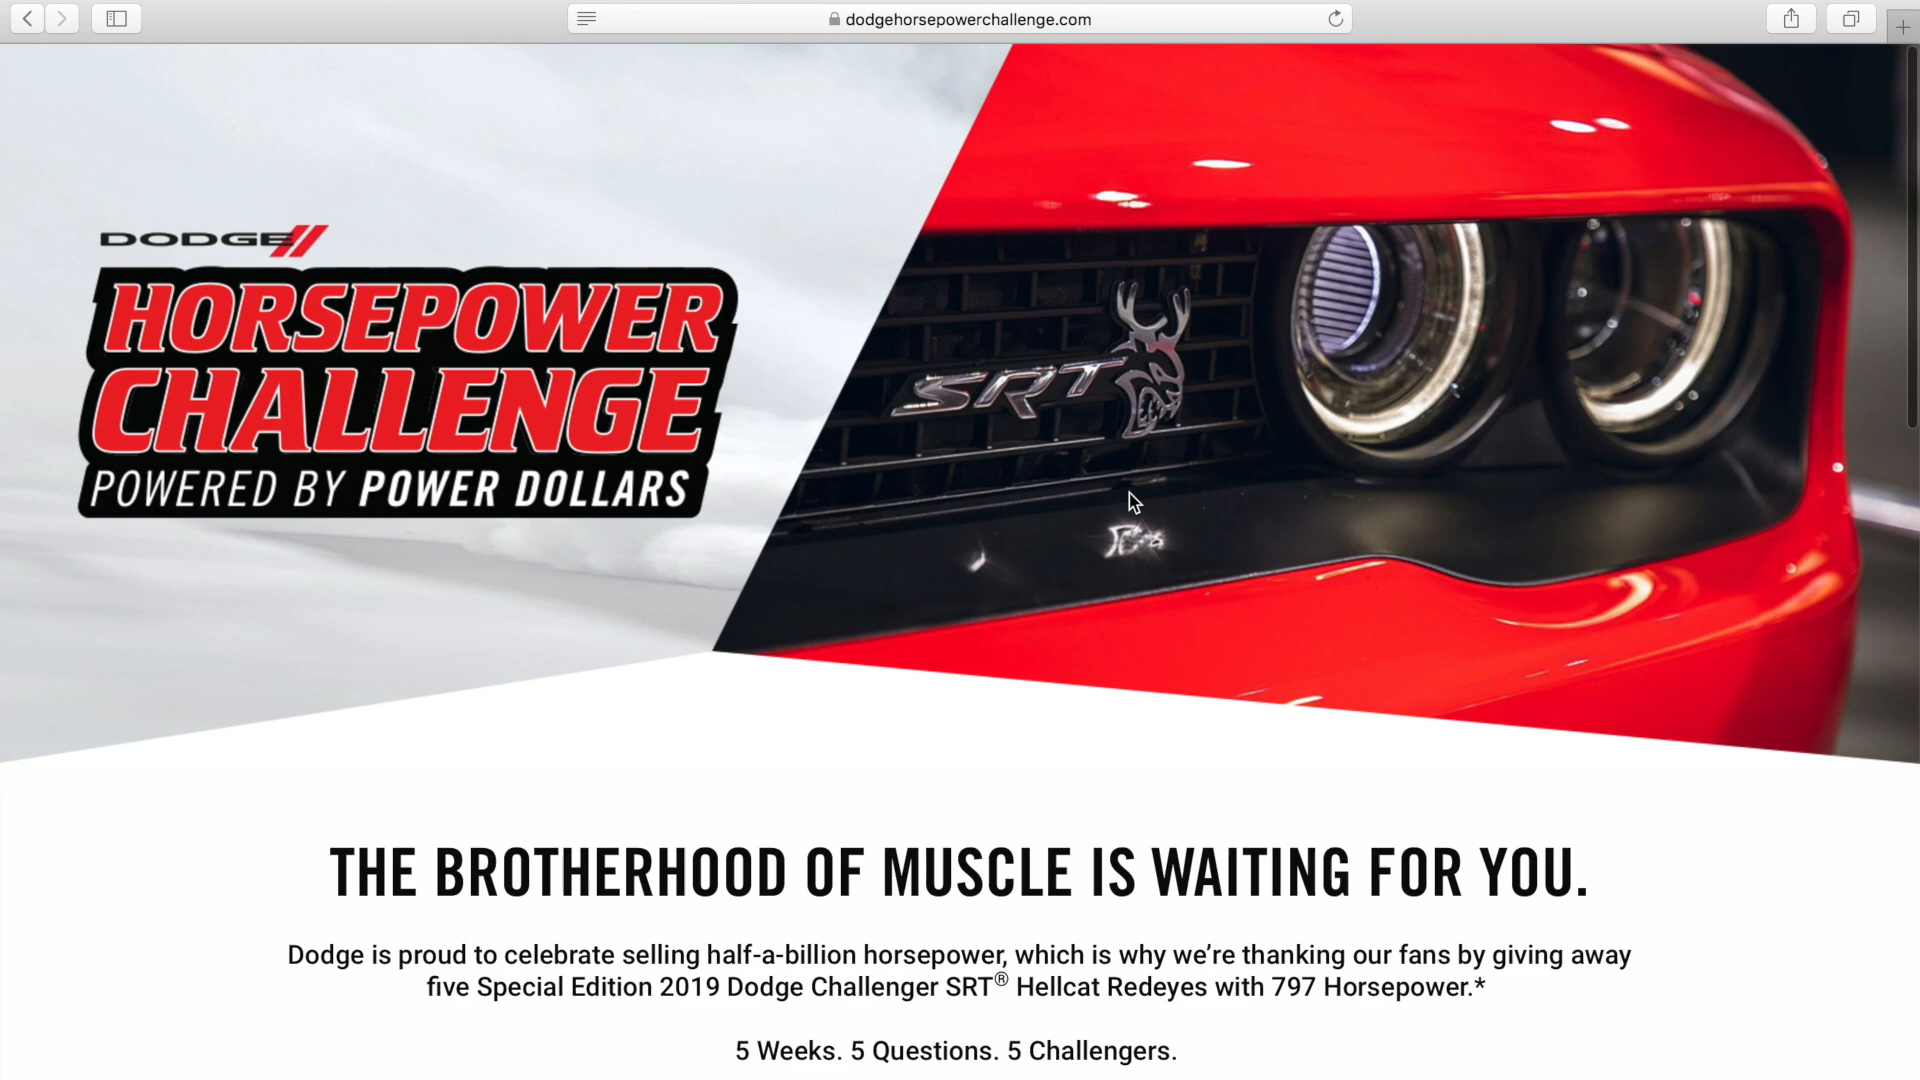 dodgehorsepowerchallenge.com
DODGE
HORSEPOWER
CHALLENGE
POWERED BY POWER DOLLARS
SRT
THE BROTHERHOOD OF MUSCLE IS WAITING FOR YOU.
Dodge is proud to celebrate selling half-a-billion horsepower, which is why we’re thanking our fans by giving away
five Special Edition 2019 Dodge Challenger SRT® Hellcat Redeyes with 797 Horsepower.*
5 Weeks. 5 Questions. 5 Challengers.